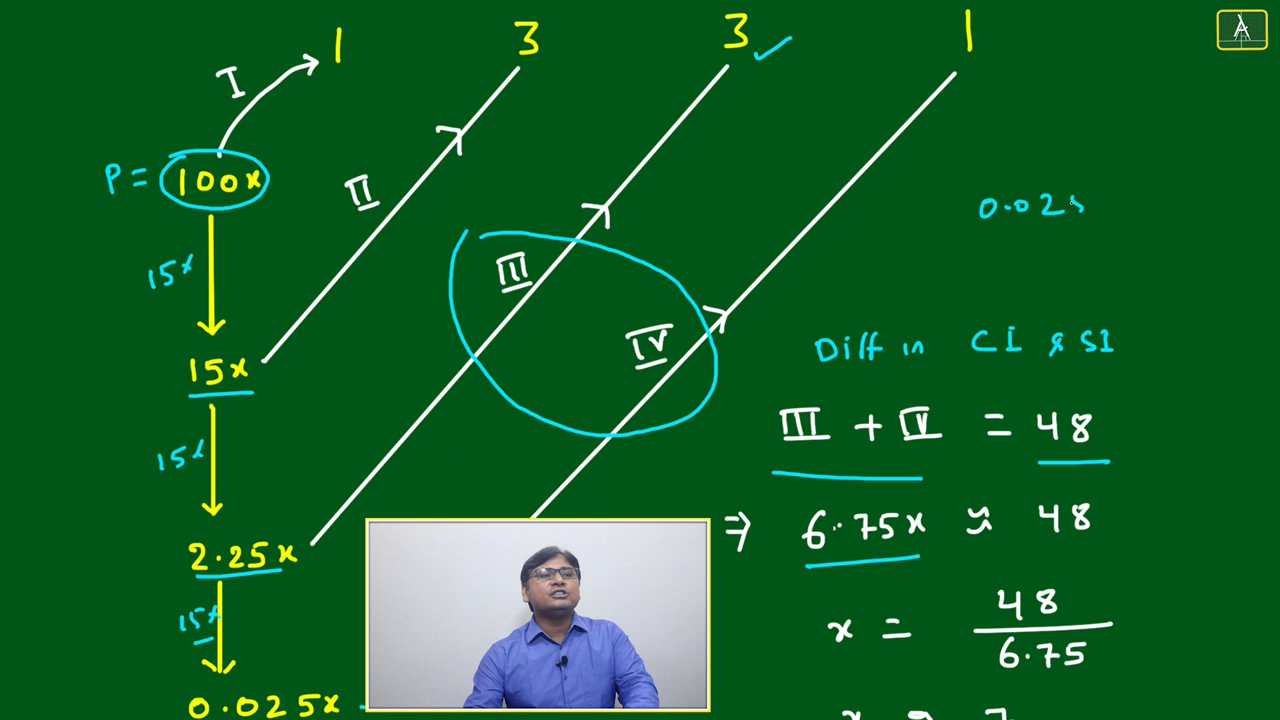 1 3 3 1
I
P = 100x
II
0.025
15%
III
IV
Diff in CI & SI
15x
III + IV = 48
15%
⇒ 6.75x ≈ 48
2.25x
15%
x = 48 / 6.75
0.025x